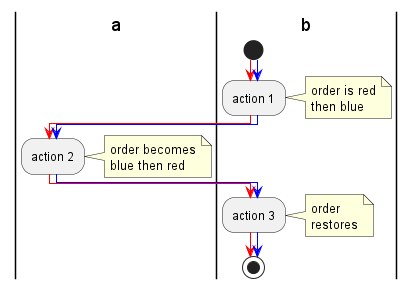 a
b
action 1
order is red
then blue
action 2
order becomes
blue then red
action 3
order
restores